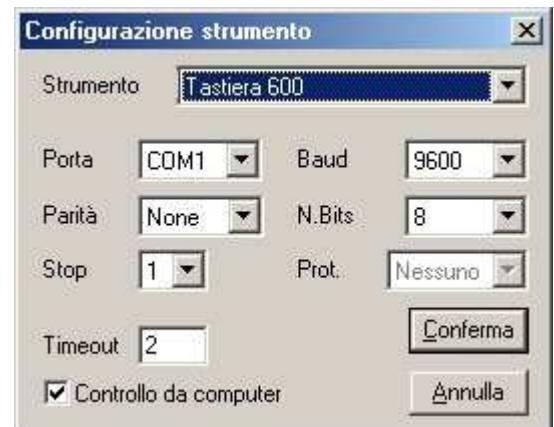 Configurazione strumento
Strumento Tastiera 600
Porta COM1 Baud 9600
Parità None N.Bits 8
Stop 1 Prot. Nessuno
Timeout 2 Conferma
Controllo da computer Annulla